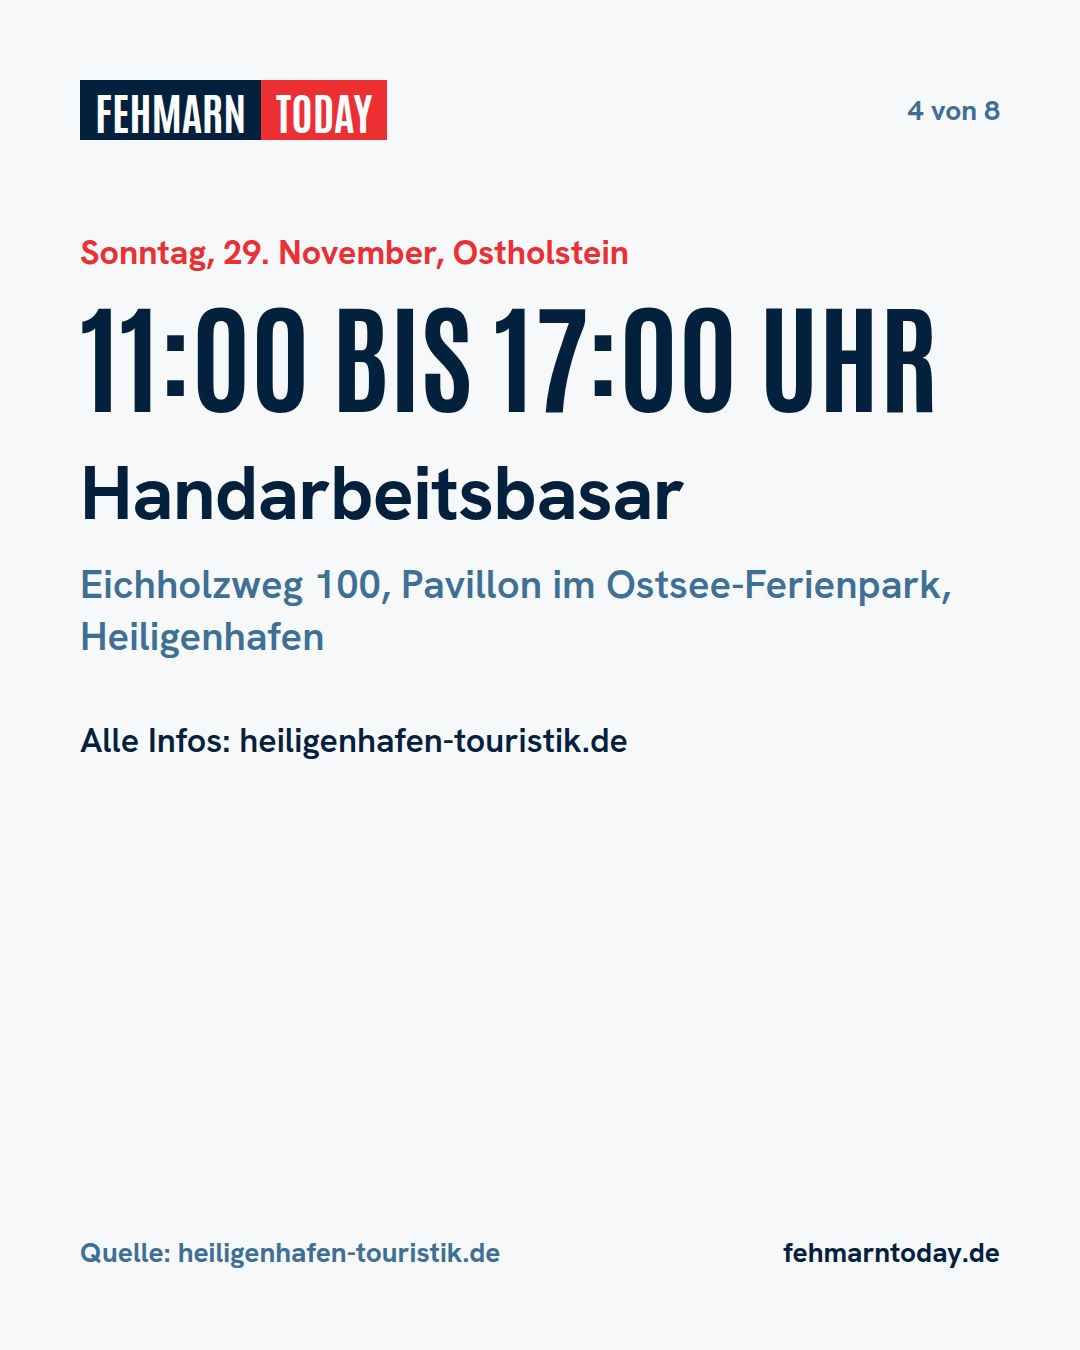 FEHMARN TODAY
4 von 8
Sonntag, 29. November, Ostholstein
11:00 BIS 17:00 UHR
Handarbeitsbasar
Eichholzweg 100, Pavillon im Ostsee-Ferienpark,
Heiligenhafen
Alle Infos: heiligenhafen-touristik.de
Quelle: heiligenhafen-touristik.de
fehmarntoday.de